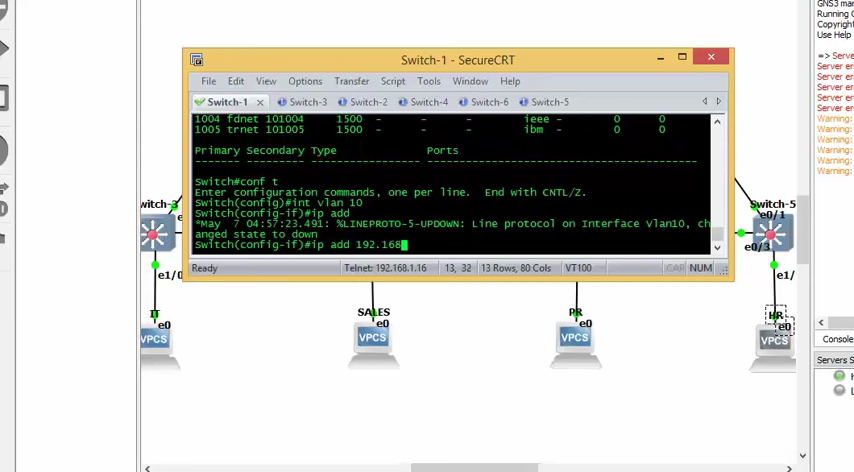 GNS3 ma
Running
Use Help
=> Serve
Server er
Server er
Server er
Server er
Server er
Warning:
Warning:
Warning:
Warning:
Warning:
Switch-1 - SecureCRT
File Edit View Options Transfer Script Tools Window Help
Switch-1 Switch-3 Switch-2 Switch-4 Switch-6 Switch-5
1004 fdnet 101004 1500 - - - ieee - 0 0
1005 trnet 101005 1500 - - - ibm - 0 0
Primary Secondary Type Ports
------- --------- ----------------- ------------------------------------------
Switch#conf t
Enter configuration commands, one per line. End with CNTL/Z.
Switch(config)#int vlan 10
Switch(config-if)#ip add
*May 7 04:57:23.491: %LINEPROTO-5-UPDOWN: Line protocol on Interface Vlan10, ch
anged state to down
Switch(config-if)#ip add 192.168
Ready Telnet: 192.168.1.16 13, 32 13 Rows, 80 Cols VT100 CAP NUM
witch-3
e1/0
Switch-5
e0/1
e0/3
e1/
IT
e0
VPCS
SALES
e0
VPCS
PR
e0
VPCS
HR
e0
VPCS
Console
Servers S